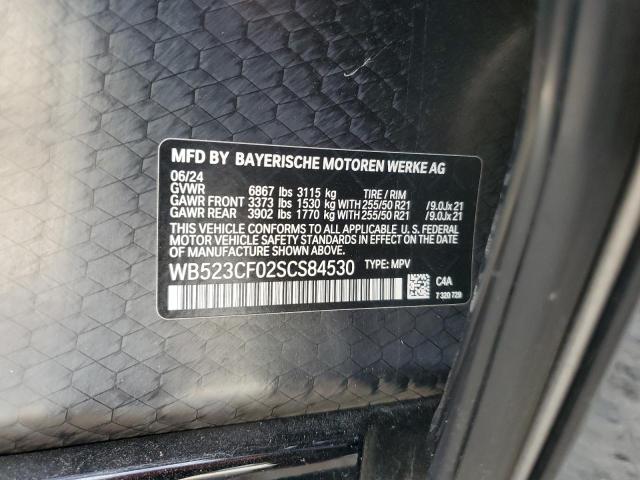 MFD BY BAYERISCHE MOTOREN WERKE AG
06/24
GVWR 6867 lbs 3115 kg TIRE / RIM
GAWR FRONT 3373 lbs 1530 kg WITH 255/50 R21 /9.0Jx21
GAWR REAR 3902 lbs 1770 kg WITH 255/50 R21 /9.0Jx21
THIS VEHICLE CONFORMS TO ALL APPLICABLE U. S. FEDERAL
MOTOR VEHICLE SAFETY STANDARDS IN EFFECT ON
THE DATE OF MANUFACTURE SHOWN ABOVE.
WB523CF02SCS84530 TYPE: MPV
C4A
7 320 729